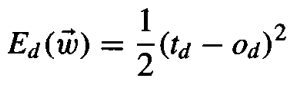 $E_d(\vec{w}) = \frac{1}{2}(t_d - o_d)^2$